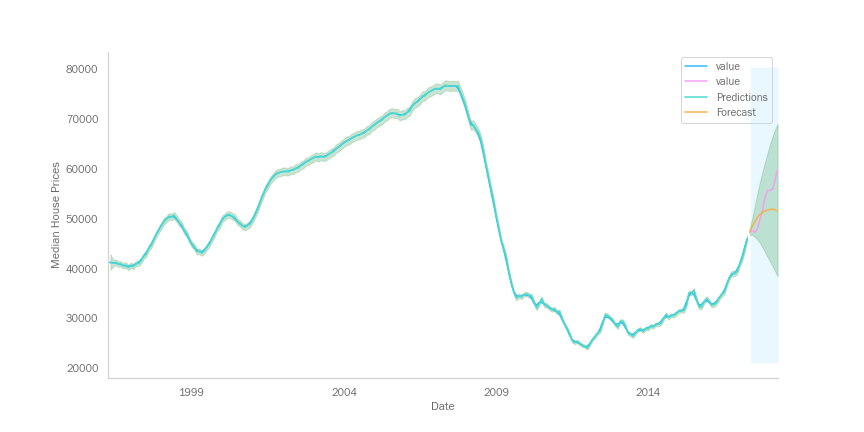 80000
70000
60000
50000
40000
30000
20000
Median House Prices
value
value
Predictions
Forecast
1999
2004
2009
2014
Date